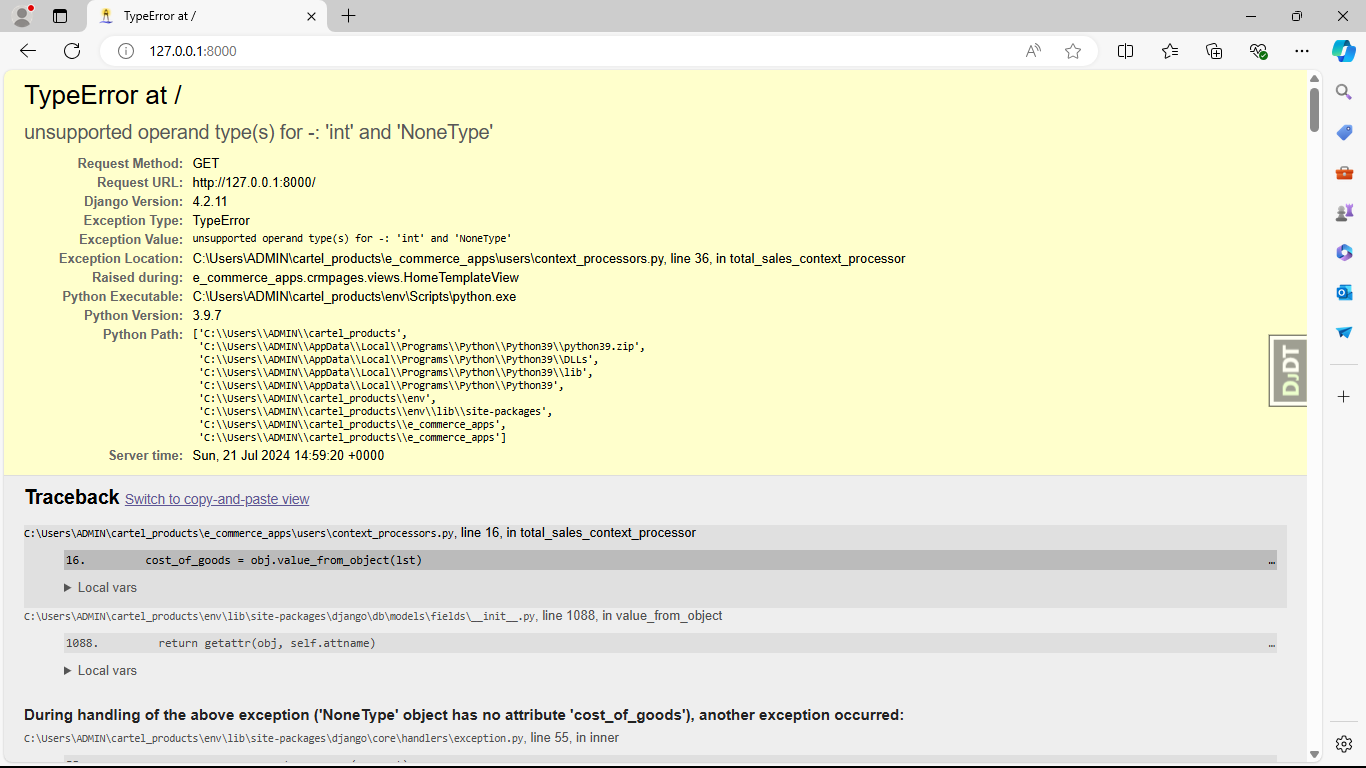 TypeError at /
127.0.0.1:8000
TypeError at /
unsupported operand type(s) for -: 'int' and 'NoneType'
Request Method: GET
Request URL: http://127.0.0.1:8000/
Django Version: 4.2.11
Exception Type: TypeError
Exception Value: unsupported operand type(s) for -: 'int' and 'NoneType'
Exception Location: C:\Users\ADMIN\cartel_products\e_commerce_apps\users\context_processors.py, line 36, in total_sales_context_processor
Raised during: e_commerce_apps.crmpages.views.HomeTemplateView
Python Executable: C:\Users\ADMIN\cartel_products\env\Scripts\python.exe
Python Version: 3.9.7
Python Path: ['C:\\Users\\ADMIN\\cartel_products',
'C:\\Users\\ADMIN\\AppData\\Local\\Programs\\Python\\Python39\\python39.zip',
'C:\\Users\\ADMIN\\AppData\\Local\\Programs\\Python\\Python39\\DLLs',
'C:\\Users\\ADMIN\\AppData\\Local\\Programs\\Python\\Python39\\lib',
'C:\\Users\\ADMIN\\AppData\\Local\\Programs\\Python\\Python39',
'C:\\Users\\ADMIN\\cartel_products\\env',
'C:\\Users\\ADMIN\\cartel_products\\env\\lib\\site-packages',
'C:\\Users\\ADMIN\\cartel_products\\e_commerce_apps',
'C:\\Users\\ADMIN\\cartel_products\\e_commerce_apps']
Server time: Sun, 21 Jul 2024 14:59:20 +0000
DjDT
Traceback Switch to copy-and-paste view
C:\Users\ADMIN\cartel_products\e_commerce_apps\users\context_processors.py, line 16, in total_sales_context_processor
16. cost_of_goods = obj.value_from_object(lst) …
▶ Local vars
C:\Users\ADMIN\cartel_products\env\lib\site-packages\django\db\models\fields\__init__.py, line 1088, in value_from_object
1088. return getattr(obj, self.attname) …
▶ Local vars
During handling of the above exception ('NoneType' object has no attribute 'cost_of_goods'), another exception occurred:
C:\Users\ADMIN\cartel_products\env\lib\site-packages\django\core\handlers\exception.py, line 55, in inner